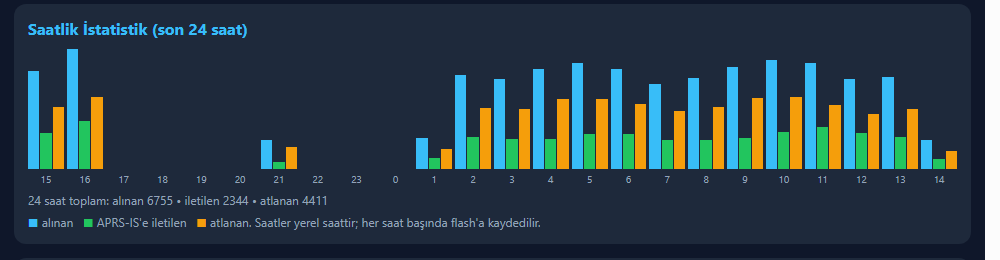 Saatlik İstatistik (son 24 saat)
15 16 17 18 19 20 21 22 23 0 1 2 3 4 5 6 7 8 9 10 11 12 13 14
24 saat toplam: alınan 6755 • iletilen 2344 • atlanan 4411
alınan APRS-IS'e iletilen atlanan. Saatler yerel saattir; her saat başında flash'a kaydedilir.